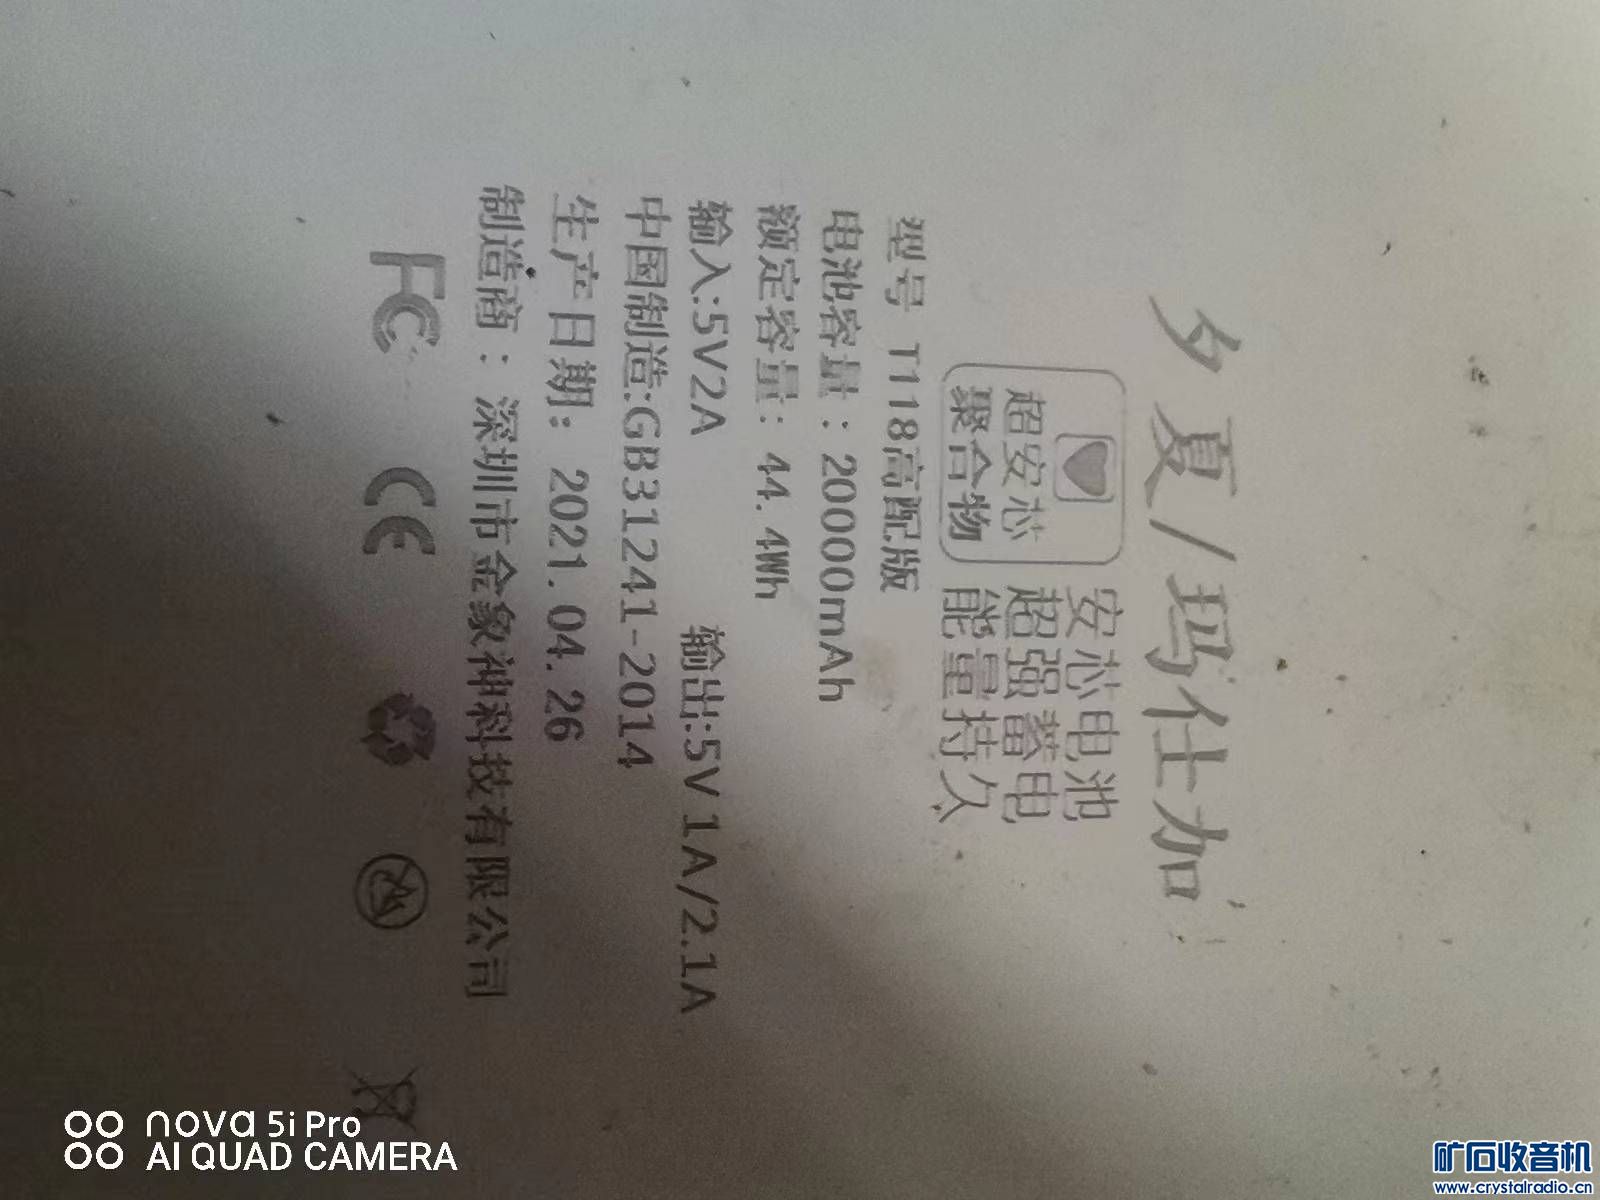 夕夏/玛仕加
超安芯
聚合物
安芯电池
超强蓄电
能量持久
型号 T118高配版
电池容量：20000mAh
额定容量：44.4Wh
输入:5V2A 输出:5V 1A/2.1A
中国制造:GB31241-2014
生产日期：2021.04.26
制造商：深圳市金象神科技有限公司
FC CE
nova 5i Pro
AI QUAD CAMERA
矿石收音机
www.crystalradio.cn